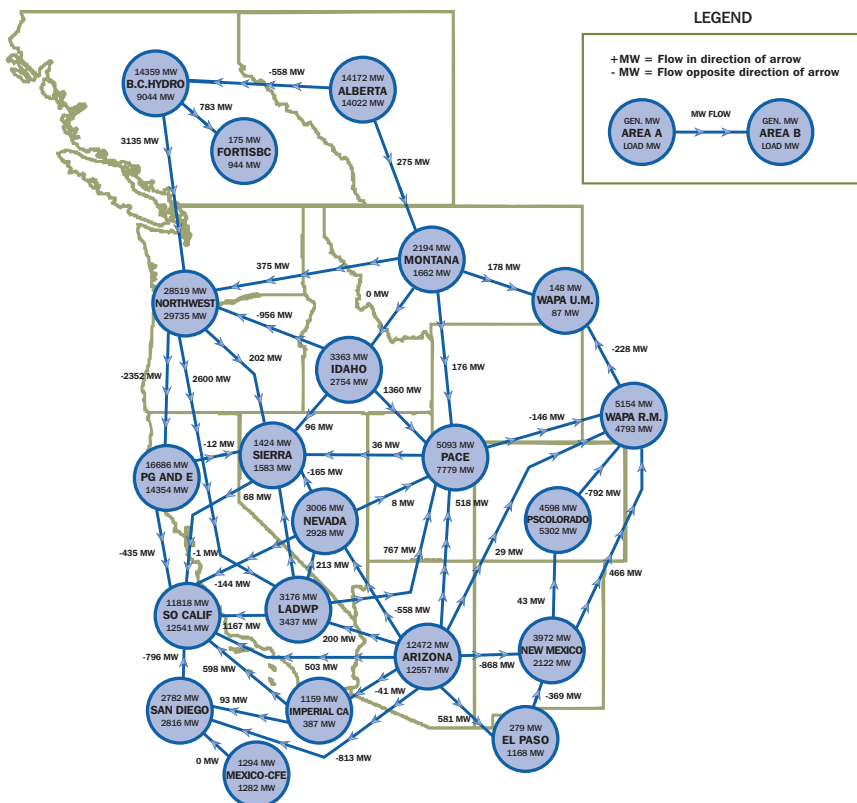 LEGEND
+MW = Flow in direction of arrow
- MW = Flow opposite direction of arrow
GEN. MW
AREA A
LOAD MW
MW FLOW
GEN. MW
AREA B
LOAD MW
14359 MW
B.C.HYDRO
9044 MW
-558 MW
14172 MW
ALBERTA
14022 MW
783 MW
175 MW
FORTISBC
944 MW
3135 MW
275 MW
2194 MW
MONTANA
1662 MW
375 MW
178 MW
148 MW
WAPA U.M.
87 MW
0 MW
28519 MW
NORTHWEST
29735 MW
-956 MW
-228 MW
202 MW
3363 MW
IDAHO
2754 MW
176 MW
-2352 MW
2600 MW
1360 MW
5154 MW
WAPA R.M.
4793 MW
-146 MW
96 MW
-12 MW
1424 MW
SIERRA
1583 MW
36 MW
5093 MW
PACE
7779 MW
16686 MW
PG AND E
14354 MW
-165 MW
68 MW
-792 MW
3006 MW
NEVADA
2928 MW
8 MW
518 MW
4598 MW
PSCOLORADO
5302 MW
-435 MW
-1 MW
767 MW
29 MW
213 MW
466 MW
-144 MW
11818 MW
SO CALIF
12541 MW
3176 MW
LADWP
3437 MW
-558 MW
43 MW
1167 MW
200 MW
12472 MW
ARIZONA
12557 MW
3972 MW
NEW MEXICO
2122 MW
-796 MW
598 MW
503 MW
-868 MW
2782 MW
SAN DIEGO
2816 MW
93 MW
1159 MW
IMPERIAL CA
387 MW
-41 MW
-369 MW
581 MW
279 MW
EL PASO
1168 MW
-813 MW
0 MW
1294 MW
MEXICO-CFE
1282 MW